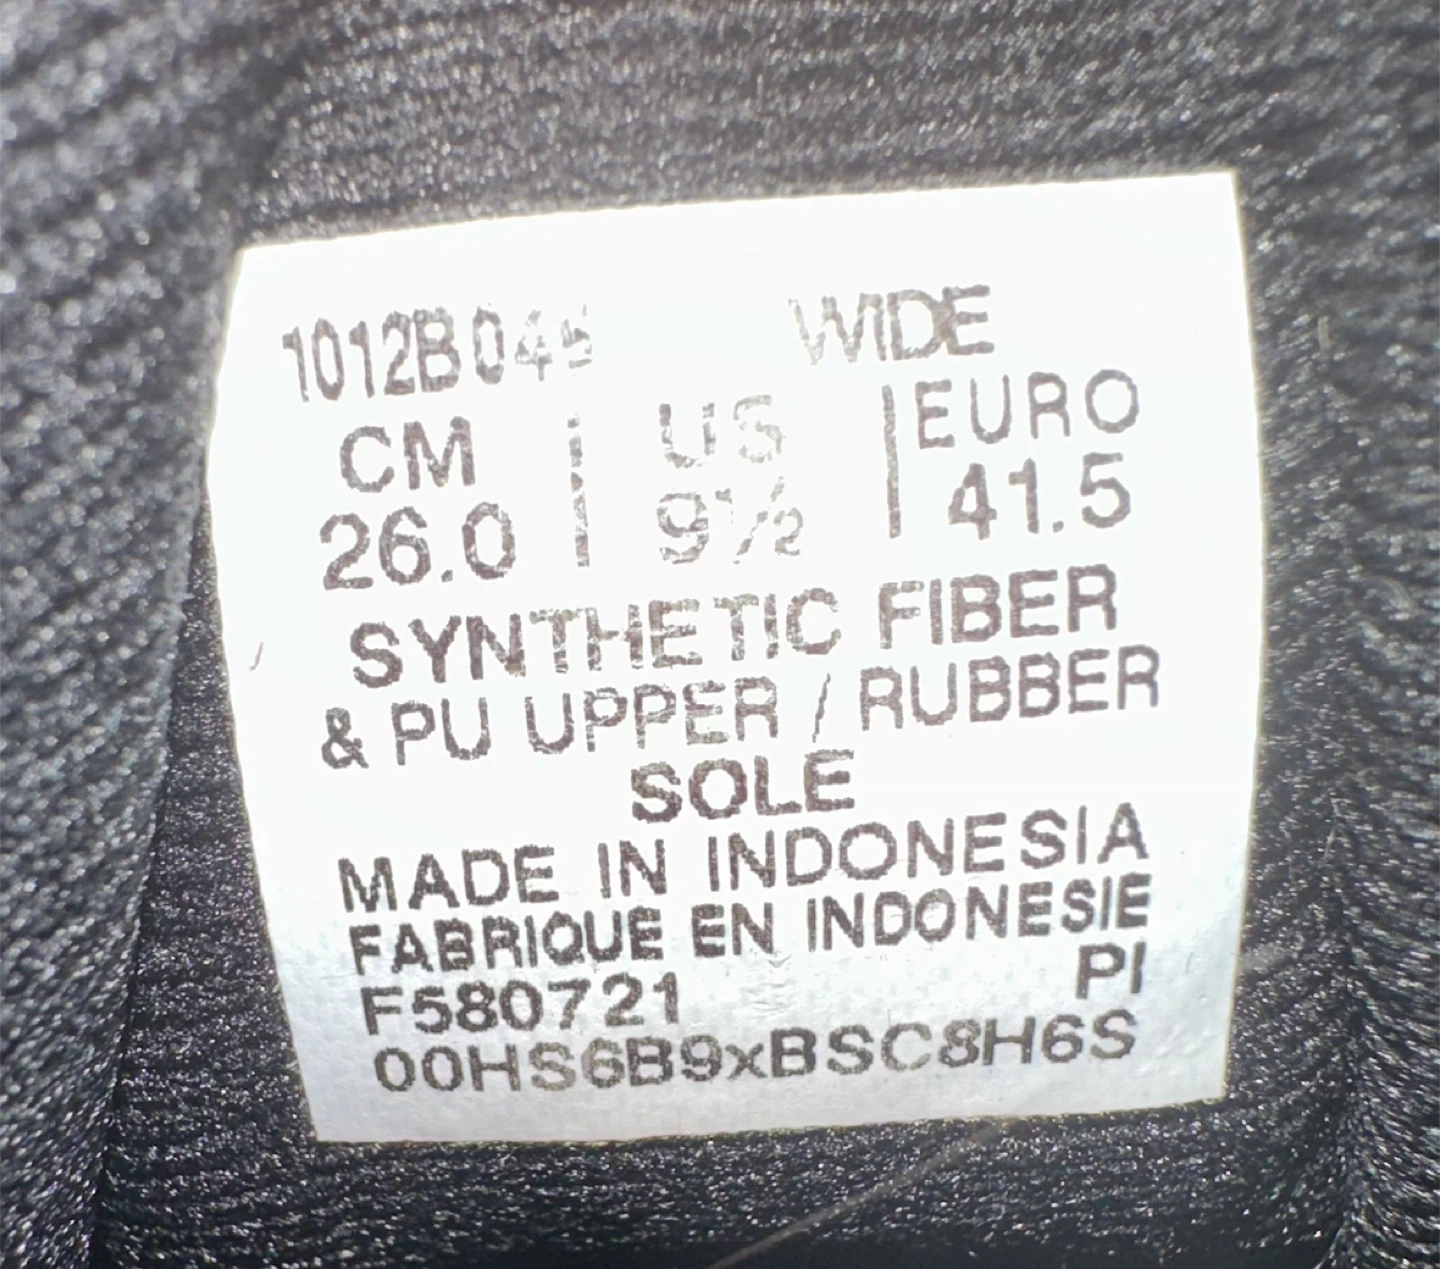 WIDE
CM | US | EURO
26.0 | 9½ | 41.5
SYNTHETIC FIBER
& PU UPPER / RUBBER
SOLE
MADE IN INDONESIA
FABRIQUE EN INDONESIE
F580721 PI
00HS6B9xBSC8H6S